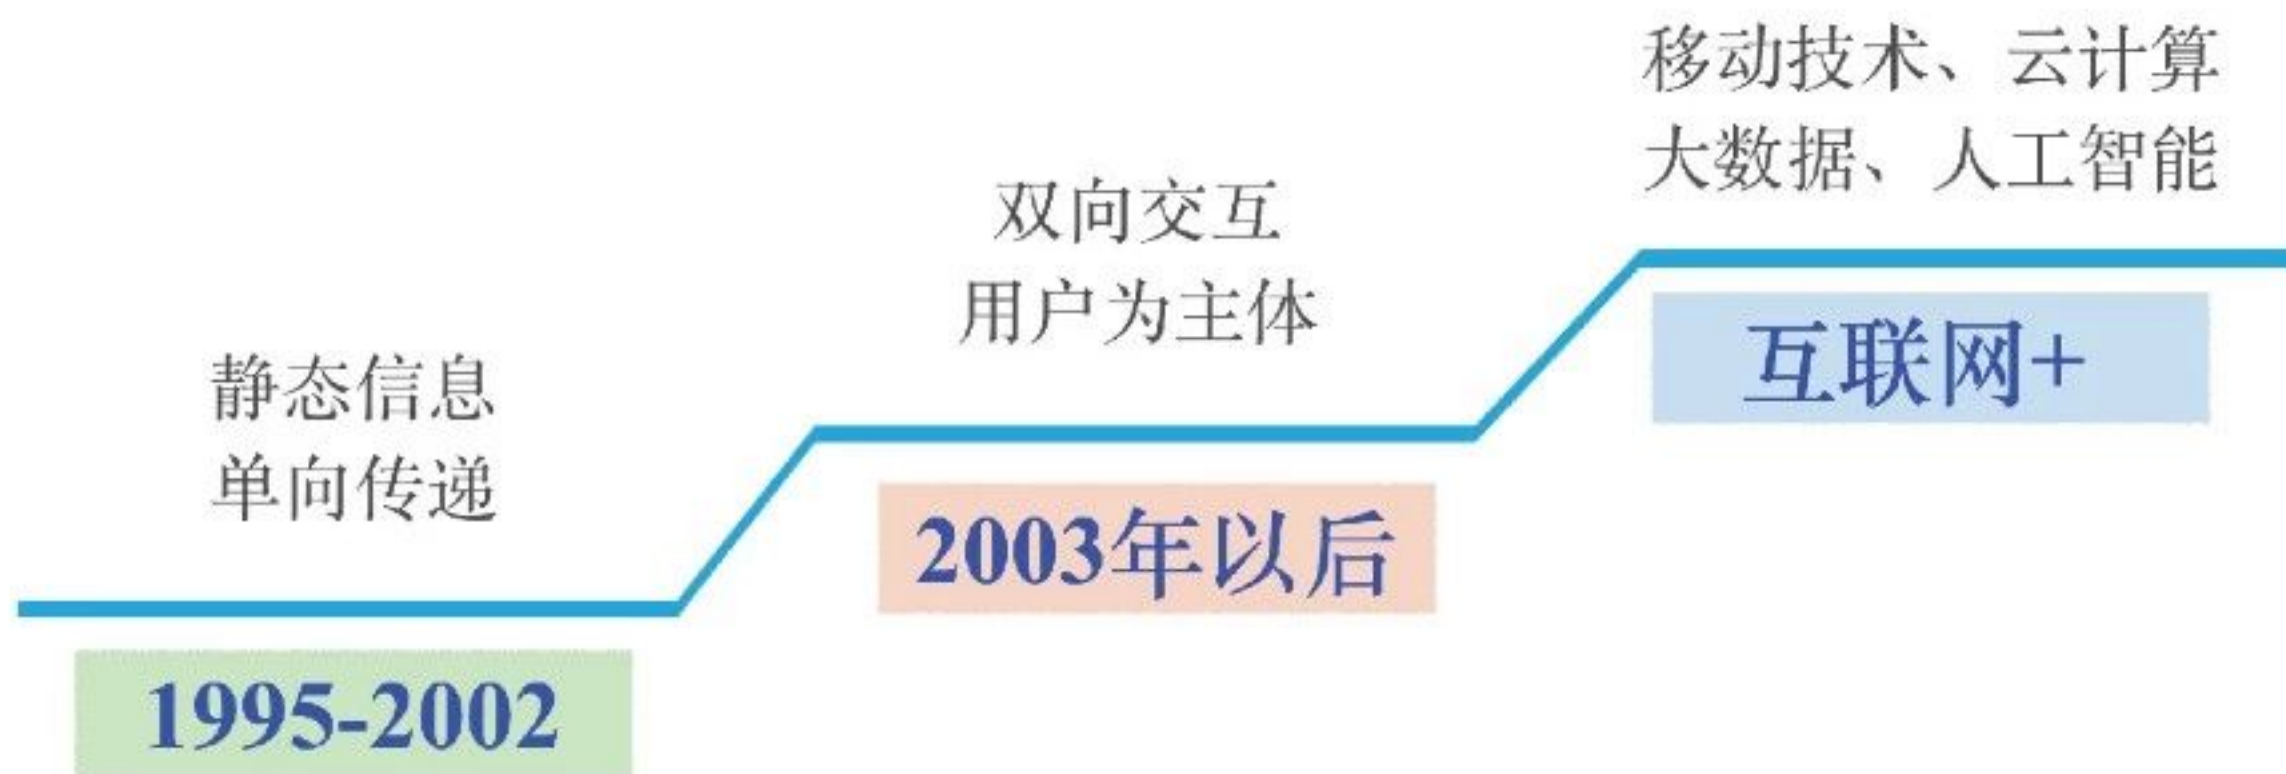 静态信息
单向传递
1995-2002
双向交互
用户为主体
2003年以后
移动技术、云计算
大数据、人工智能
互联网+